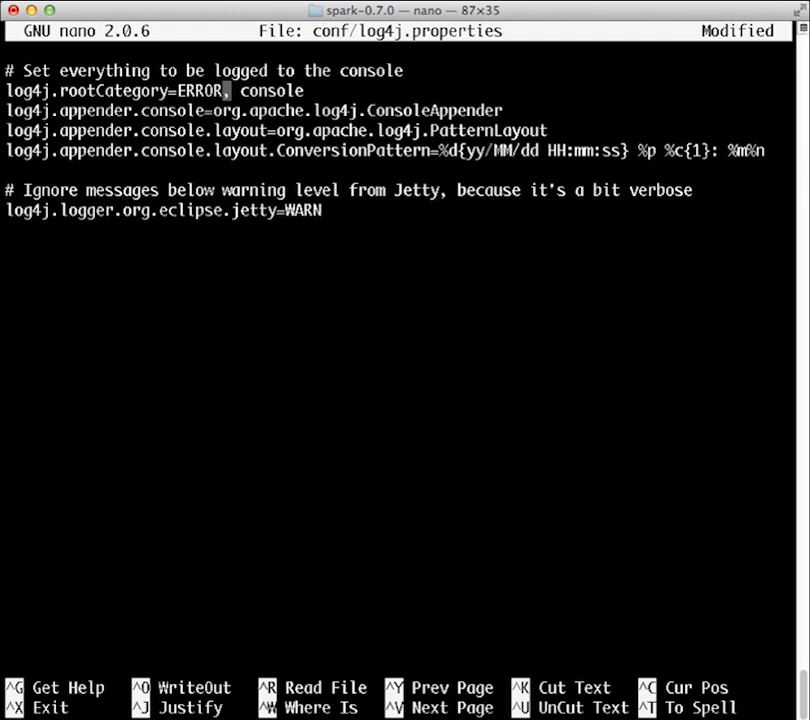 spark-0.7.0 — nano — 87×35
GNU nano 2.0.6 File: conf/log4j.properties Modified
# Set everything to be logged to the console
log4j.rootCategory=ERROR, console
log4j.appender.console=org.apache.log4j.ConsoleAppender
log4j.appender.console.layout=org.apache.log4j.PatternLayout
log4j.appender.console.layout.ConversionPattern=%d{yy/MM/dd HH:mm:ss} %p %c{1}: %m%n
# Ignore messages below warning level from Jetty, because it's a bit verbose
log4j.logger.org.eclipse.jetty=WARN
^G Get Help ^O WriteOut ^R Read File ^Y Prev Page ^K Cut Text ^C Cur Pos
^X Exit ^J Justify ^W Where Is ^V Next Page ^U UnCut Text ^T To Spell